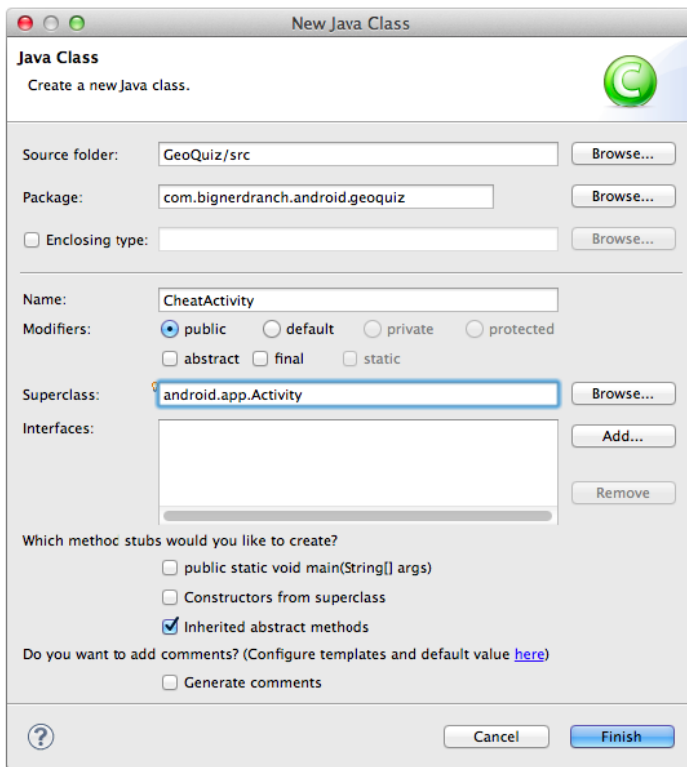 New Java Class
Java Class
Create a new Java class.
C
Source folder: GeoQuiz/src Browse...
Package: com.bignerdranch.android.geoquiz Browse...
Enclosing type: Browse...
Name: CheatActivity
Modifiers: public default private protected
abstract final static
Superclass: android.app.Activity Browse...
Interfaces: Add...
Remove
Which method stubs would you like to create?
public static void main(String[] args)
Constructors from superclass
Inherited abstract methods
Do you want to add comments? (Configure templates and default value here)
Generate comments
? Cancel Finish